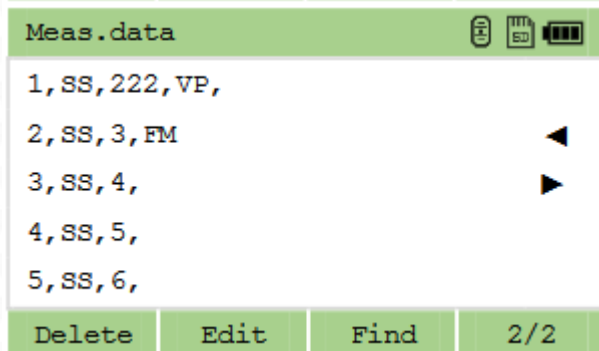 Meas.data
1,SS,222,VP,
2,SS,3,FM
3,SS,4,
4,SS,5,
5,SS,6,
Delete Edit Find 2/2